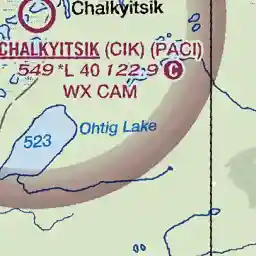 Chalkyitsik
CHALKYITSIK (CIK) (PACI)
549 *L 40 122.9 C
WX CAM
Ohtig Lake
523